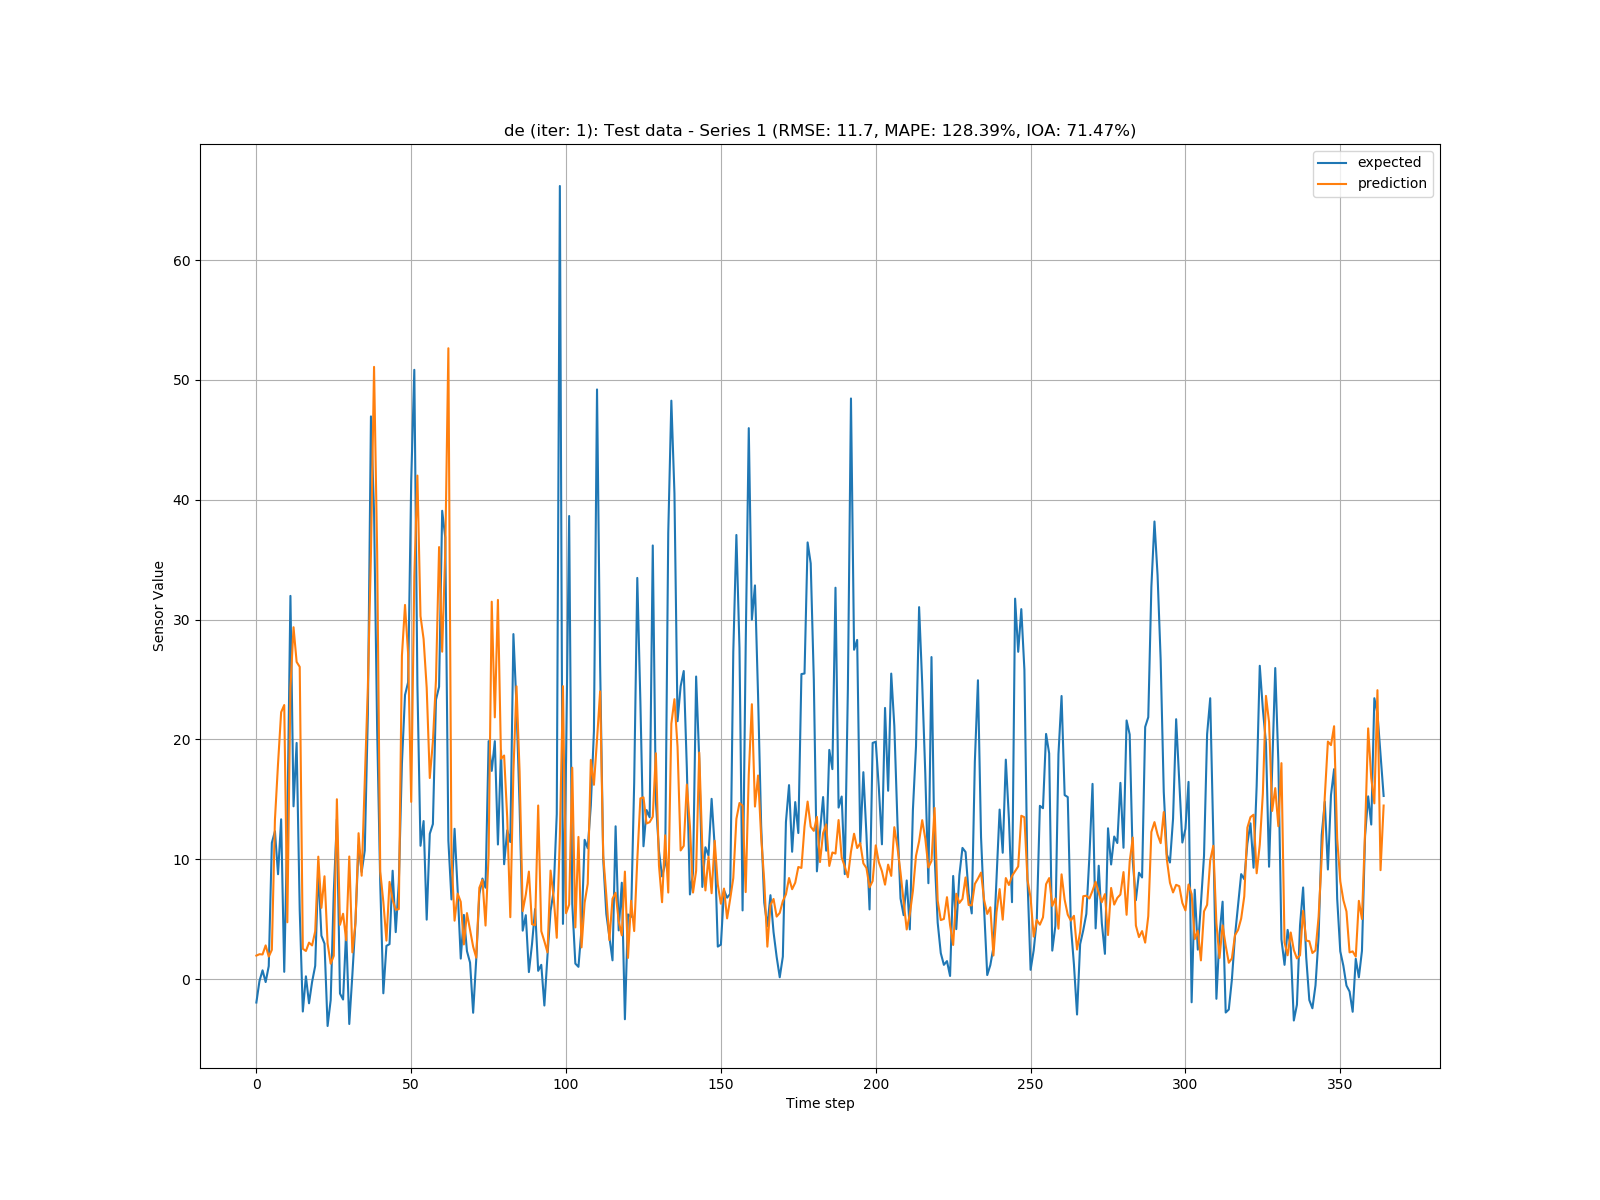 de (iter: 1): Test data - Series 1 (RMSE: 11.7, MAPE: 128.39%, IOA: 71.47%)
expected
prediction
60
50
40
30
20
10
0
Sensor Value
0 50 100 150 200 250 300 350
Time step